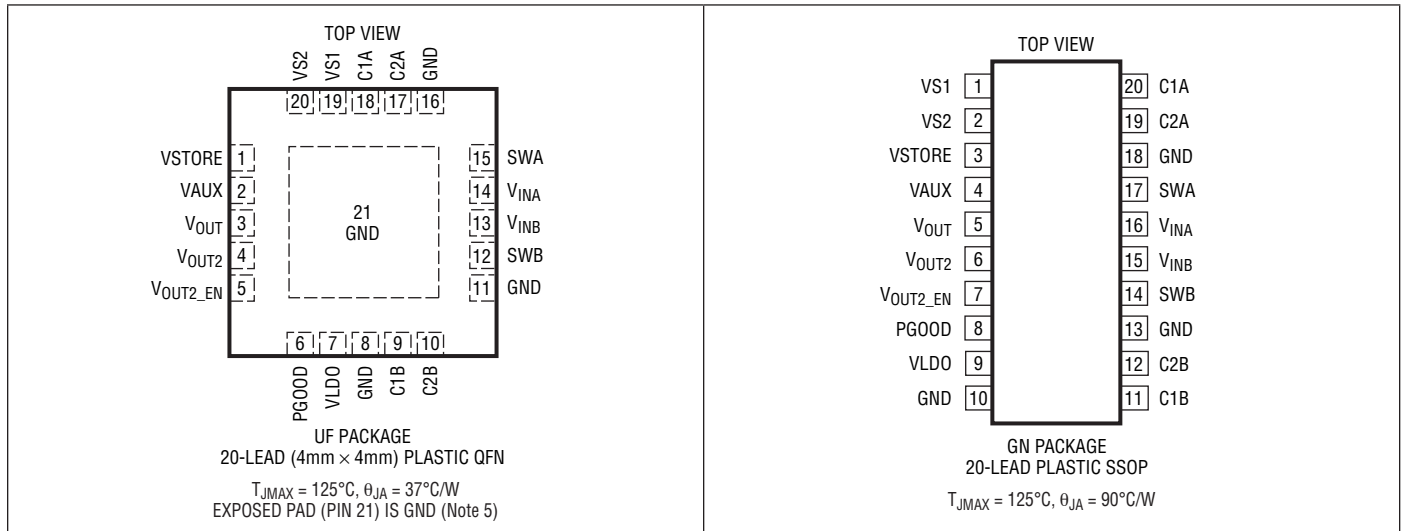 TOP VIEW
VS2 VS1 C1A C2A GND
20 19 18 17 16
VSTORE 1
VAUX 2
VOUT 3
VOUT2 4
VOUT2_EN 5
21
GND
15 SWA
14 VINA
13 VINB
12 SWB
11 GND
6 7 8 9 10
PGOOD VLDO GND C1B C2B
UF PACKAGE
20-LEAD (4mm × 4mm) PLASTIC QFN
TJMAX = 125°C, θJA = 37°C/W
EXPOSED PAD (PIN 21) IS GND (Note 5)
TOP VIEW
VS1 1
VS2 2
VSTORE 3
VAUX 4
VOUT 5
VOUT2 6
VOUT2_EN 7
PGOOD 8
VLDO 9
GND 10
20 C1A
19 C2A
18 GND
17 SWA
16 VINA
15 VINB
14 SWB
13 GND
12 C2B
11 C1B
GN PACKAGE
20-LEAD PLASTIC SSOP
TJMAX = 125°C, θJA = 90°C/W